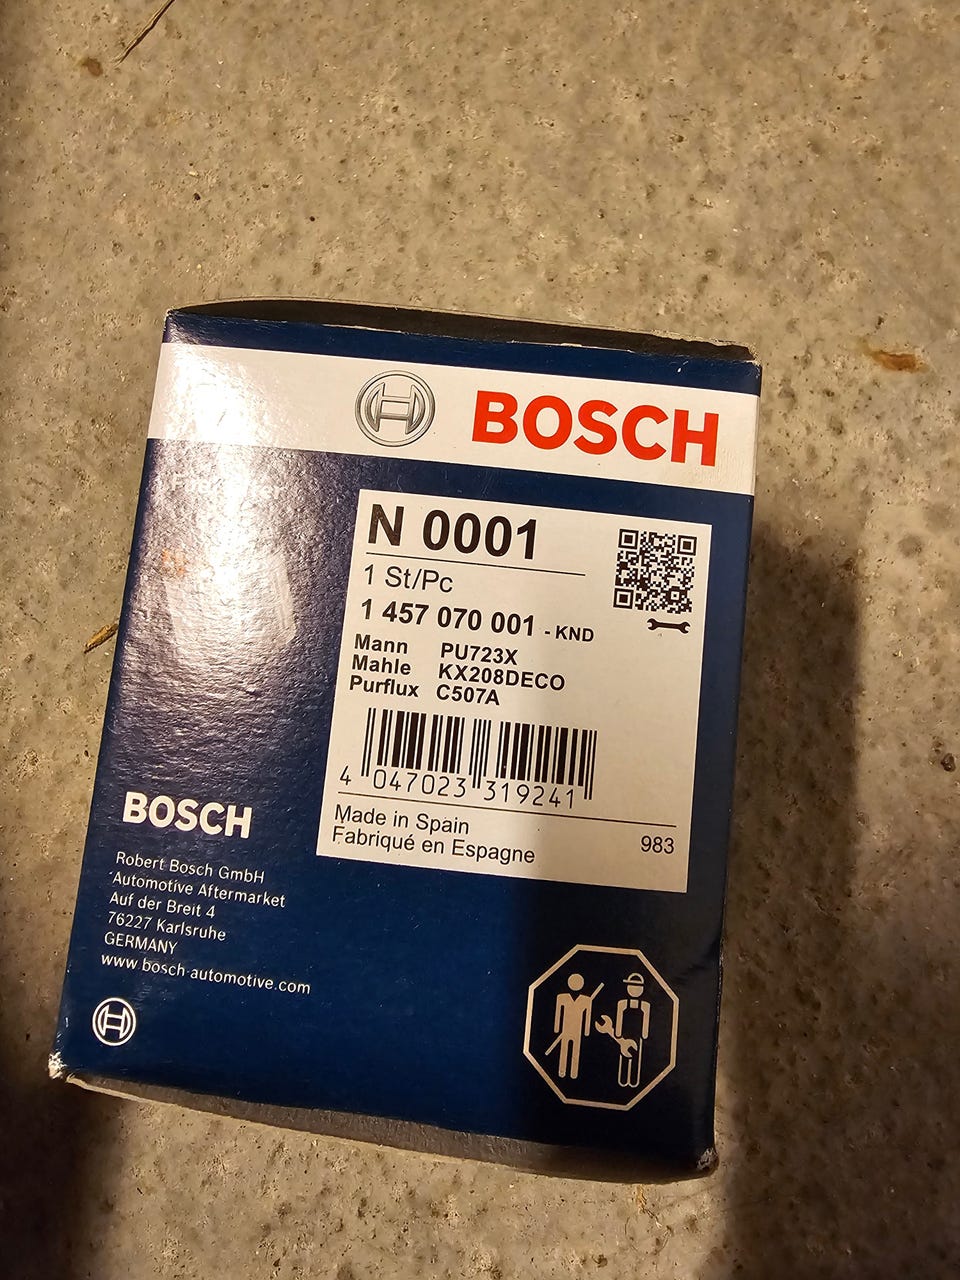 BOSCH
N 0001
1 St/Pc
1 457 070 001 - KND
Mann PU723X
Mahle KX208DECO
Purflux C507A
4 047023 319241
Made in Spain
Fabriqué en Espagne
983
BOSCH
Robert Bosch GmbH
Automotive Aftermarket
Auf der Breit 4
76227 Karlsruhe
GERMANY
www.bosch-automotive.com